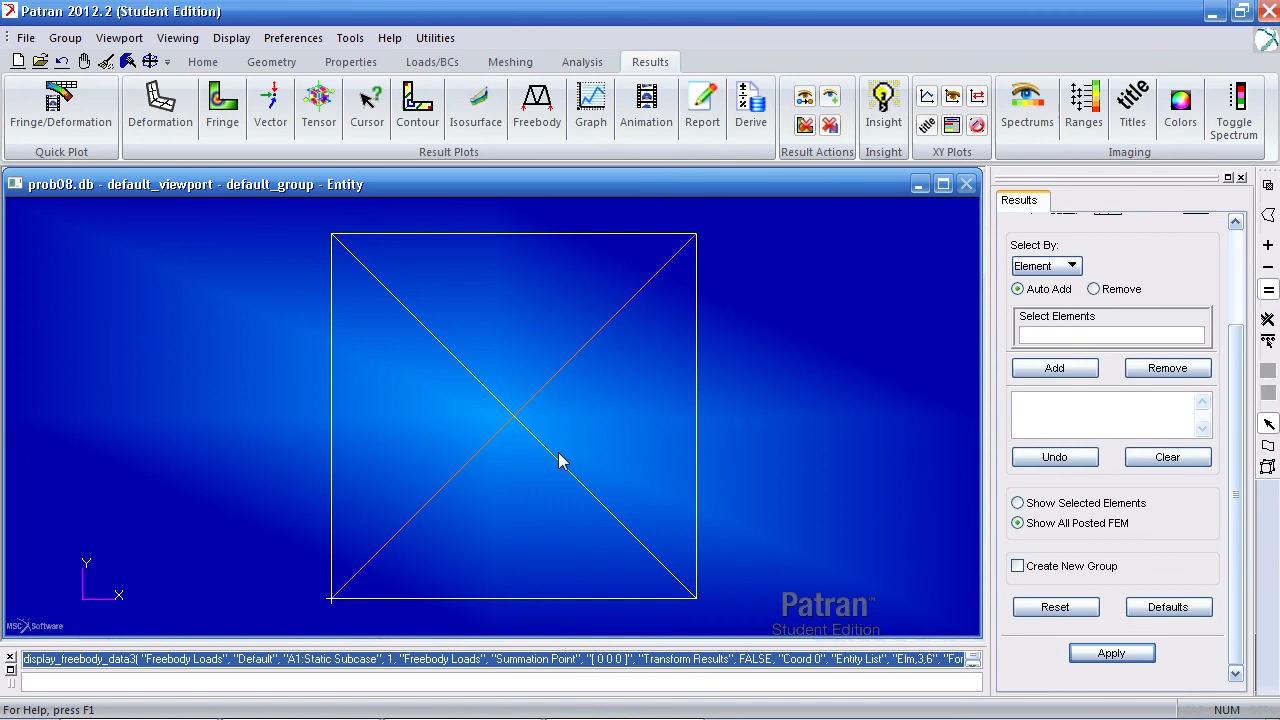 Patran 2012.2 (Student Edition)
File Group Viewport Viewing Display Preferences Tools Help Utilities
Home Geometry Properties Loads/BCs Meshing Analysis Results
Fringe/Deformation Deformation Fringe Vector Tensor Cursor Contour Isosurface Freebody Graph Animation Report Derive Insight Spectrums Ranges Titles Colors Toggle Spectrum
Quick Plot Result Plots Result Actions Insight XY Plots Imaging
prob08.db - default_viewport - default_group - Entity
Results
Select By:
Element
Auto Add Remove
Select Elements
Add Remove
Undo Clear
Show Selected Elements
Show All Posted FEM
Create New Group
Reset Defaults
Apply
Y
X
MSC Software
Patran™
Student Edition
display_freebody_data3( "Freebody Loads", "Default", "A1:Static Subcase", 1, "Freebody Loads", "Summation Point", "[ 0 0 0 ]", "Transform Results", FALSE, "Coord 0", "Entity List", "Elm,3,6", "For
For Help, press F1
NUM